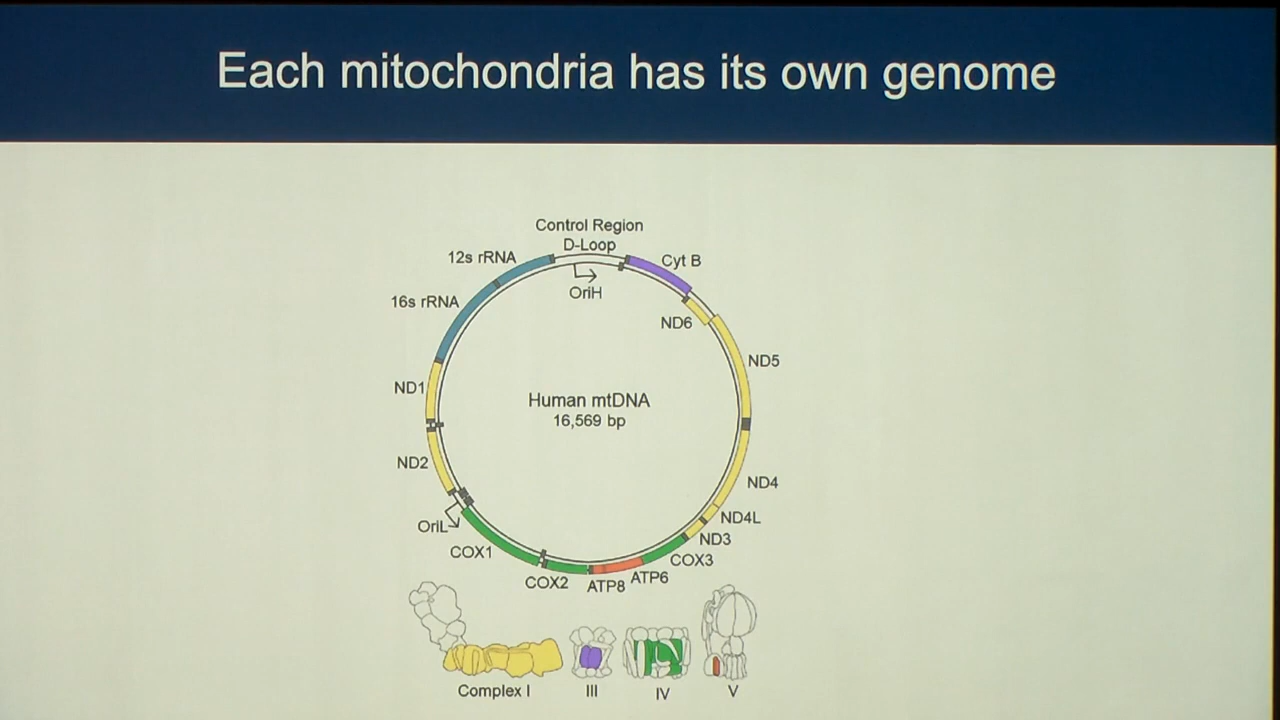 Each mitochondria has its own genome
Control Region
D-Loop
12s rRNA
Cyt B
OriH
16s rRNA
ND6
ND5
ND1
Human mtDNA
16,569 bp
ND2
ND4
OriL
ND4L
ND3
COX1
COX3
COX2
ATP8
ATP6
Complex I
III
IV
V